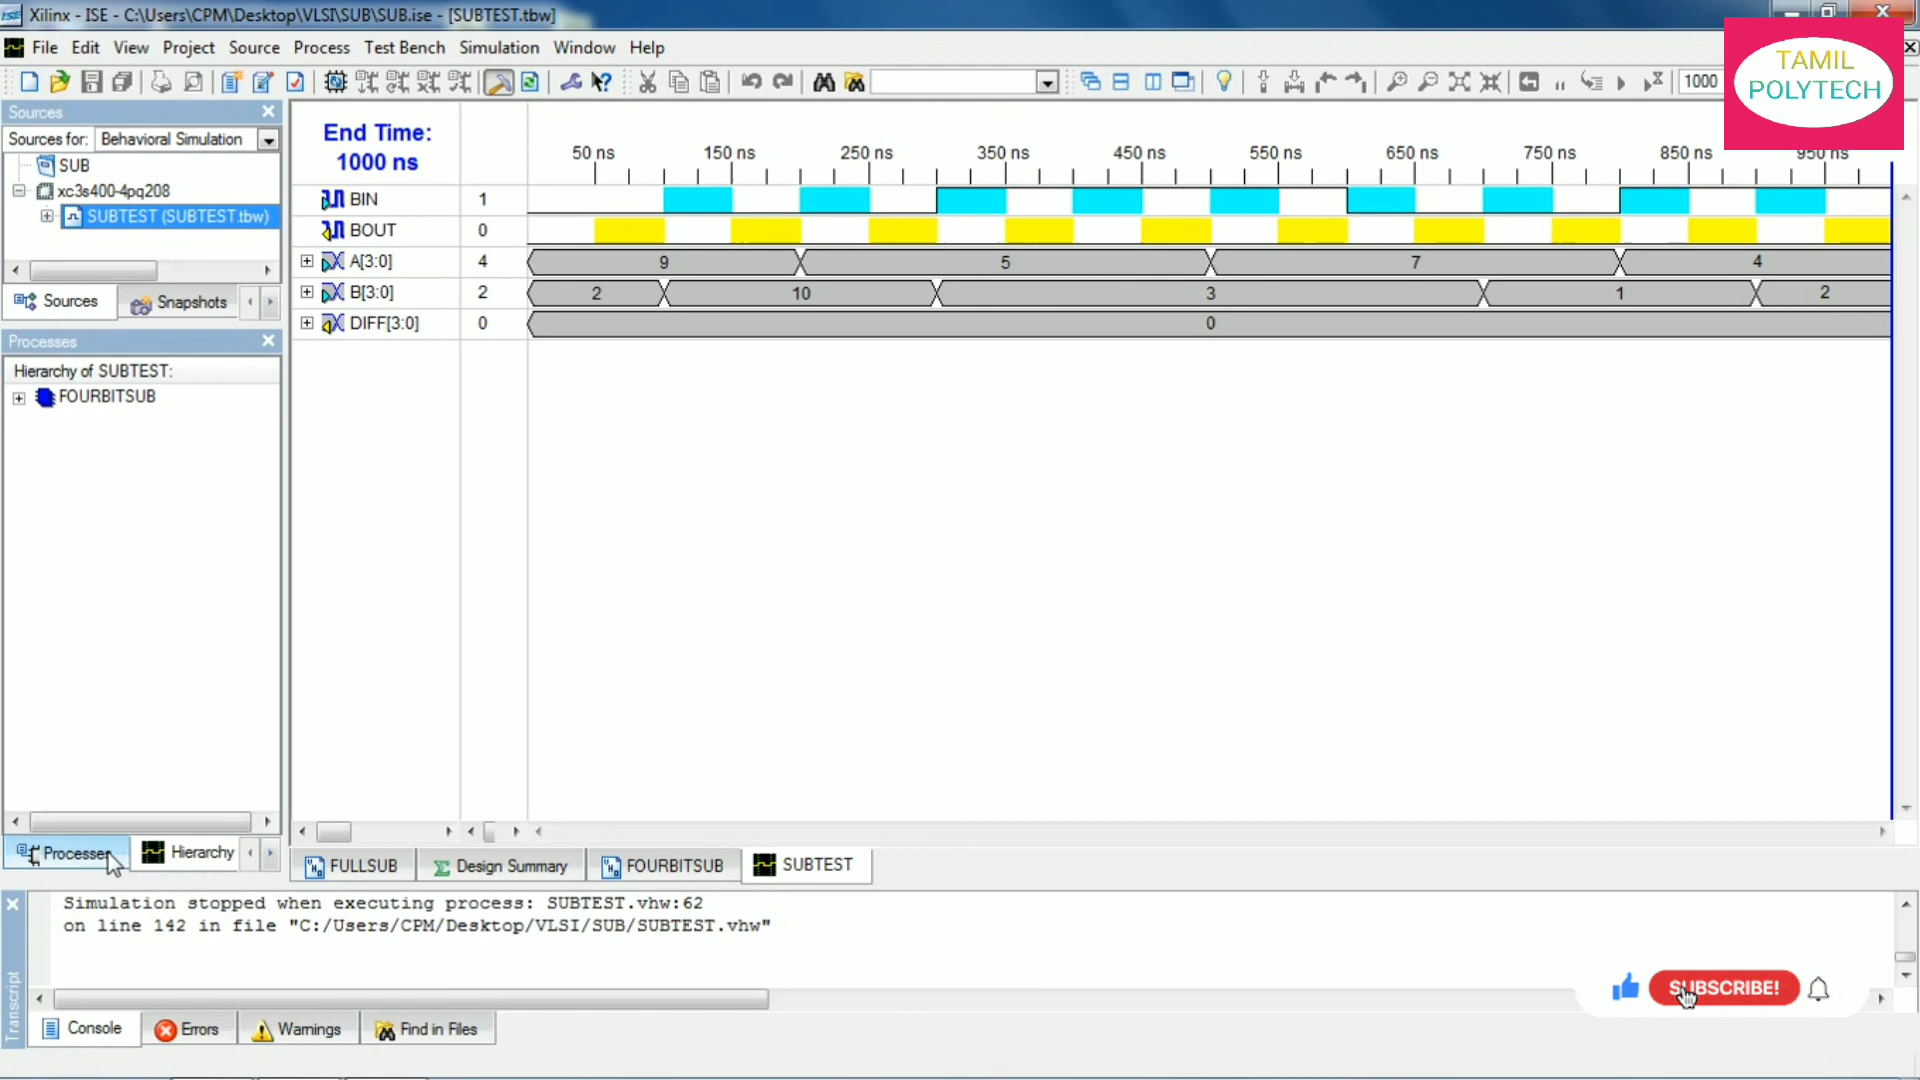 Xilinx - ISE - C:\Users\CPM\Desktop\VLSI\SUB\SUB.ise - [SUBTEST.tbw]
File Edit View Project Source Process Test Bench Simulation Window Help
1000
TAMIL
POLYTECH
Sources
Sources for: Behavioral Simulation
SUB
xc3s400-4pq208
SUBTEST (SUBTEST.tbw)
Sources Snapshots
Processes
Hierarchy of SUBTEST:
FOURBITSUB
Processes Hierarchy
End Time:
1000 ns
50 ns 150 ns 250 ns 350 ns 450 ns 550 ns 650 ns 750 ns 850 ns 950 ns
BIN 1
BOUT 0
A[3:0] 4 9 5 7 4
B[3:0] 2 2 10 3 1 2
DIFF[3:0] 0 0
FULLSUB Design Summary FOURBITSUB SUBTEST
Simulation stopped when executing process: SUBTEST.vhw:62
on line 142 in file "C:/Users/CPM/Desktop/VLSI/SUB/SUBTEST.vhw"
Transcript
SUBSCRIBE!
Console Errors Warnings Find in Files